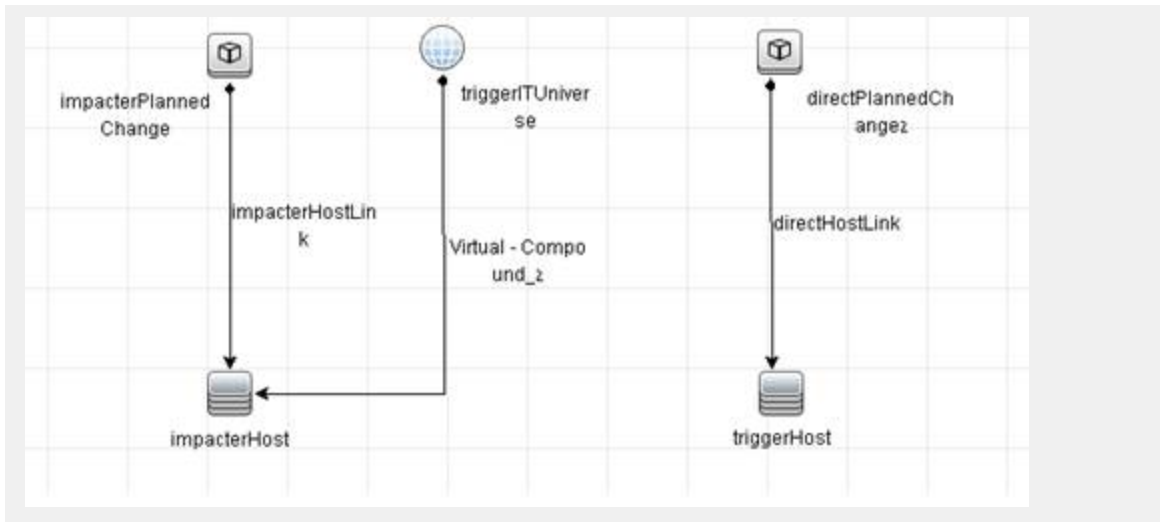 impacterPlanned
Change
triggerITUniver
se
directPlannedCh
ange2
impacterHostLin
k
directHostLink
Virtual - Compo
und_2
impacterHost
triggerHost